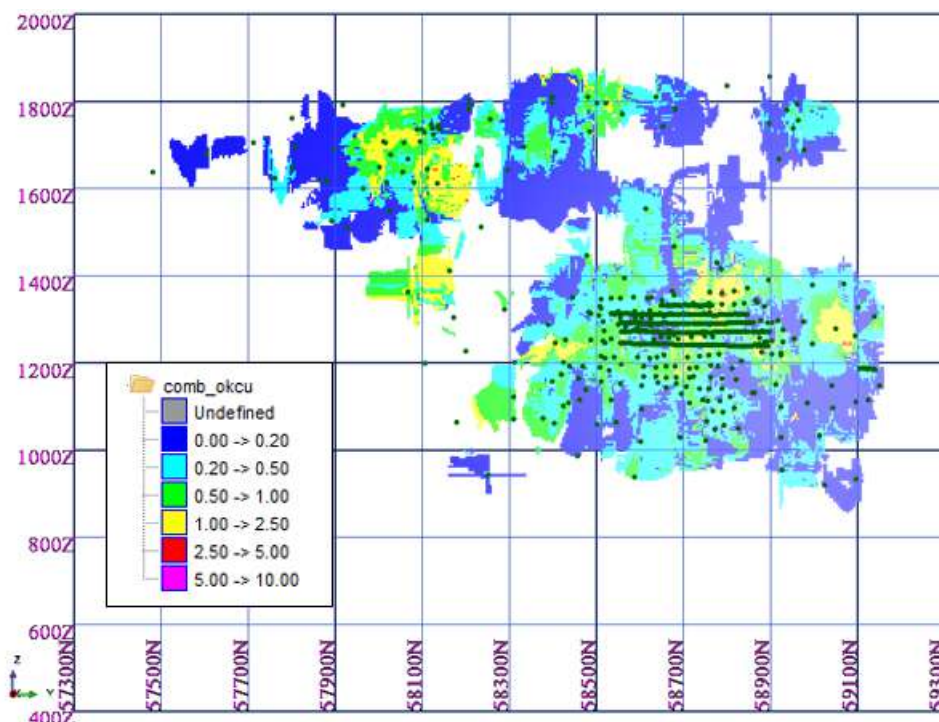 2000Z
1800Z
1600Z
1400Z
1200Z
1000Z
800Z
600Z
400Z
comb_okcu
Undefined
0.00 -> 0.20
0.20 -> 0.50
0.50 -> 1.00
1.00 -> 2.50
2.50 -> 5.00
5.00 -> 10.00
Z
Y
57300N
57500N
57700N
57900N
58100N
58300N
58500N
58700N
58900N
59100N